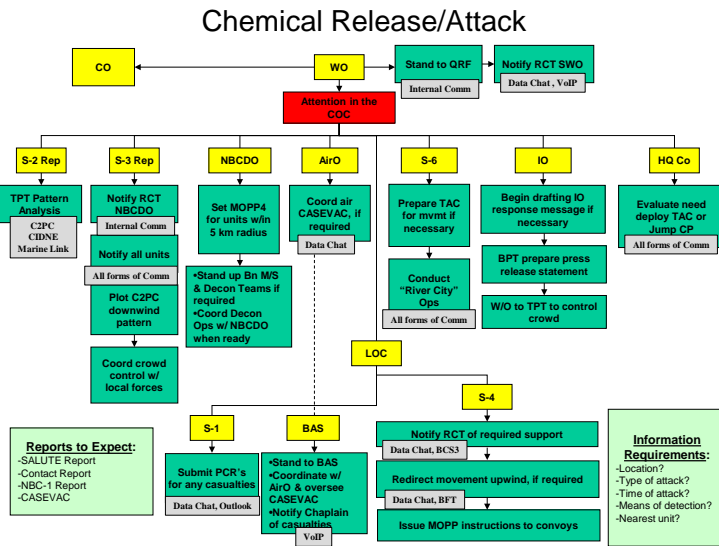 Chemical Release/Attack
CO
WO
Stand to QRF
Internal Comm
Notify RCT SWO
Data Chat , VoIP
Attention in the
COC
S-2 Rep
S-3 Rep
NBCDO
AirO
S-6
IO
HQ Co
TPT Pattern
Analysis
C2PC
CIDNE
Marine Link
Notify RCT
NBCDO
Internal Comm
Notify all units
All forms of Comm
Plot C2PC
downwind
pattern
Coord crowd
control w/
local forces
Set MOPP4
for units w/in
5 km radius
•Stand up Bn M/S
& Decon Teams if
required
•Coord Decon
Ops w/ NBCDO
when ready
Coord air
CASEVAC, if
required
Data Chat
Prepare TAC
for mvmt if
necessary
Conduct
“River City”
Ops
All forms of Comm
Begin drafting IO
response message if
necessary
BPT prepare press
release statement
W/O to TPT to control
crowd
Evaluate need
deploy TAC or
Jump CP
All forms of Comm
LOC
S-1
BAS
S-4
Submit PCR's
for any casualties
Data Chat, Outlook
•Stand to BAS
•Coordinate w/
AirO & oversee
CASEVAC
•Notify Chaplain
of casualties
VoIP
Notify RCT of required support
Data Chat, BCS3
Redirect movement upwind, if required
Data Chat, BFT
Issue MOPP instructions to convoys
Reports to Expect:
-SALUTE Report
-Contact Report
-NBC-1 Report
-CASEVAC
Information
Requirements:
-Location?
-Type of attack?
-Time of attack?
-Means of detection?
-Nearest unit?